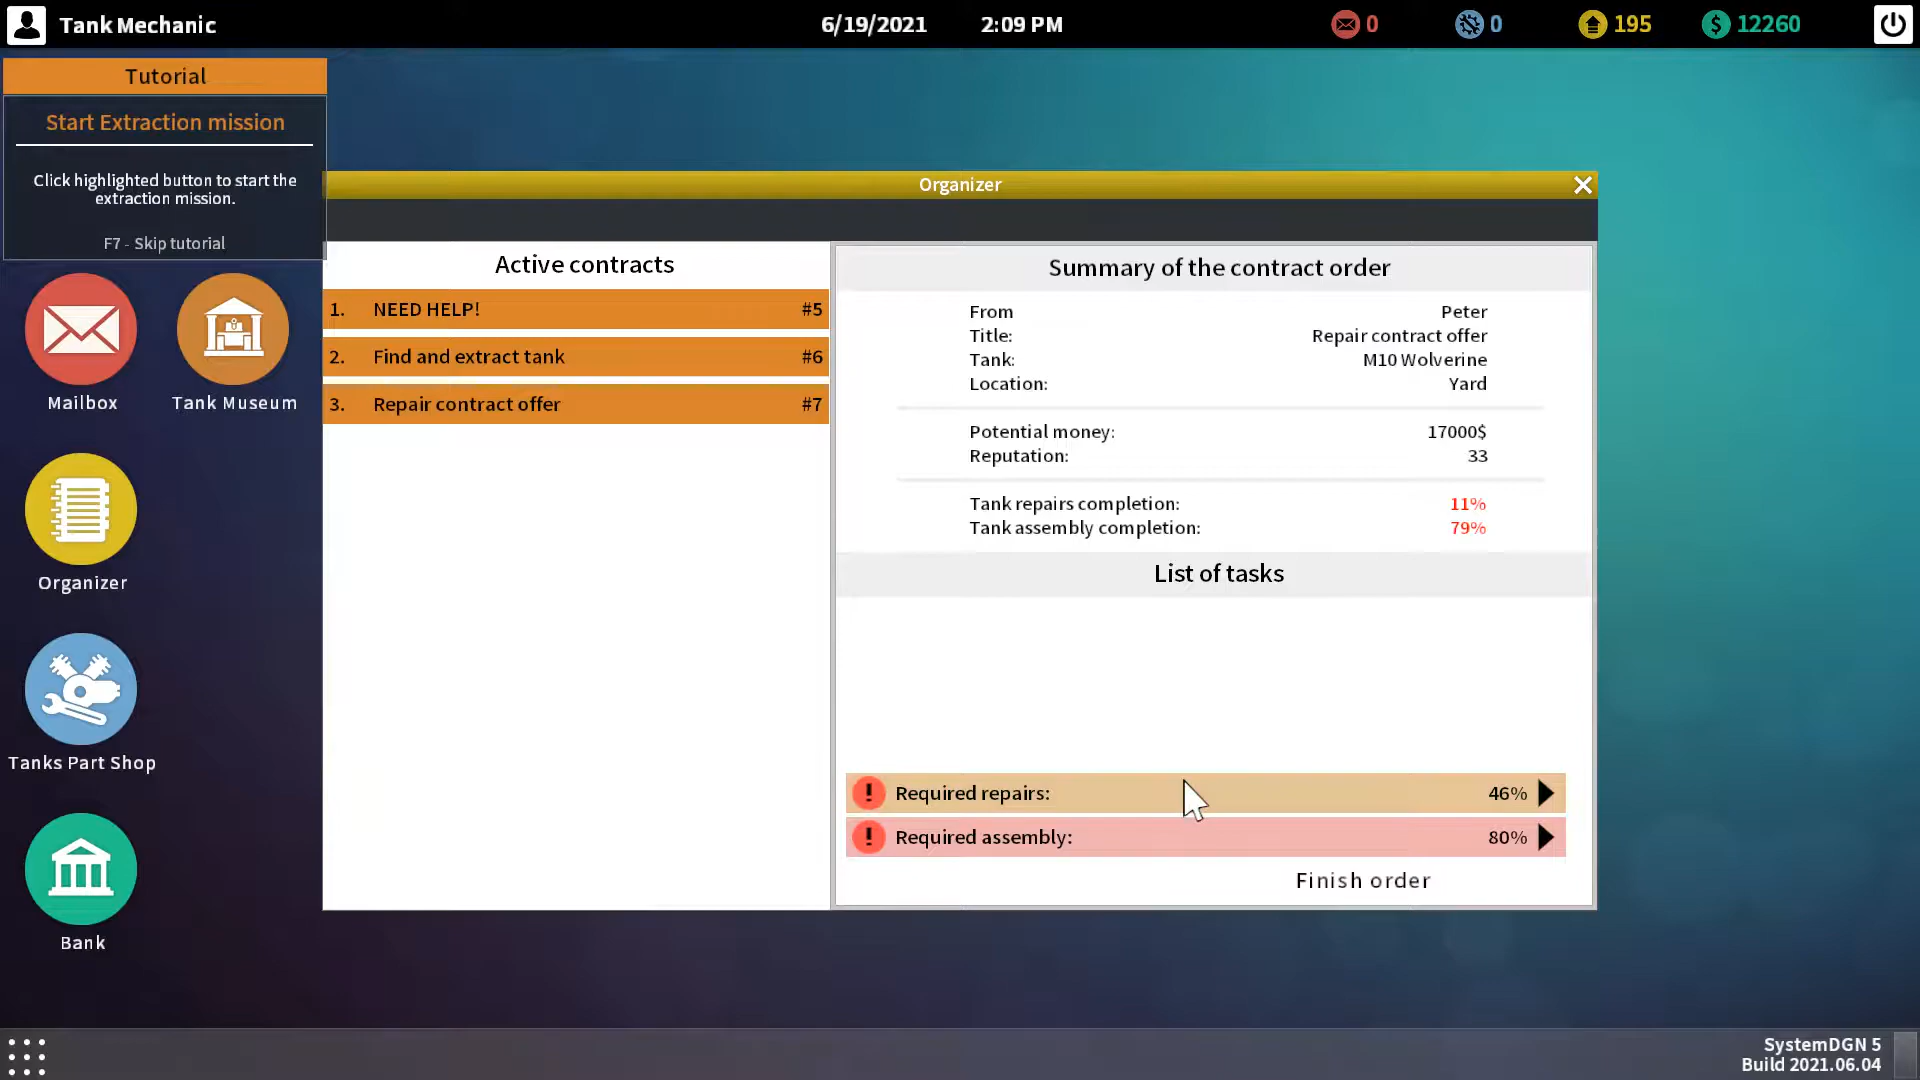 Tank Mechanic
6/19/2021 2:09 PM
0 0 195 12260
Tutorial
Start Extraction mission
Click highlighted button to start the
extraction mission.
F7 - Skip tutorial
Mailbox
Tank Museum
Organizer
Tanks Part Shop
Bank
Organizer
Active contracts
1. NEED HELP! #5
2. Find and extract tank #6
3. Repair contract offer #7
Summary of the contract order
From Peter
Title: Repair contract offer
Tank: M10 Wolverine
Location: Yard
Potential money: 17000$
Reputation: 33
Tank repairs completion: 11%
Tank assembly completion: 79%
List of tasks
Required repairs: 46%
Required assembly: 80%
Finish order
SystemDGN 5
Build 2021.06.04